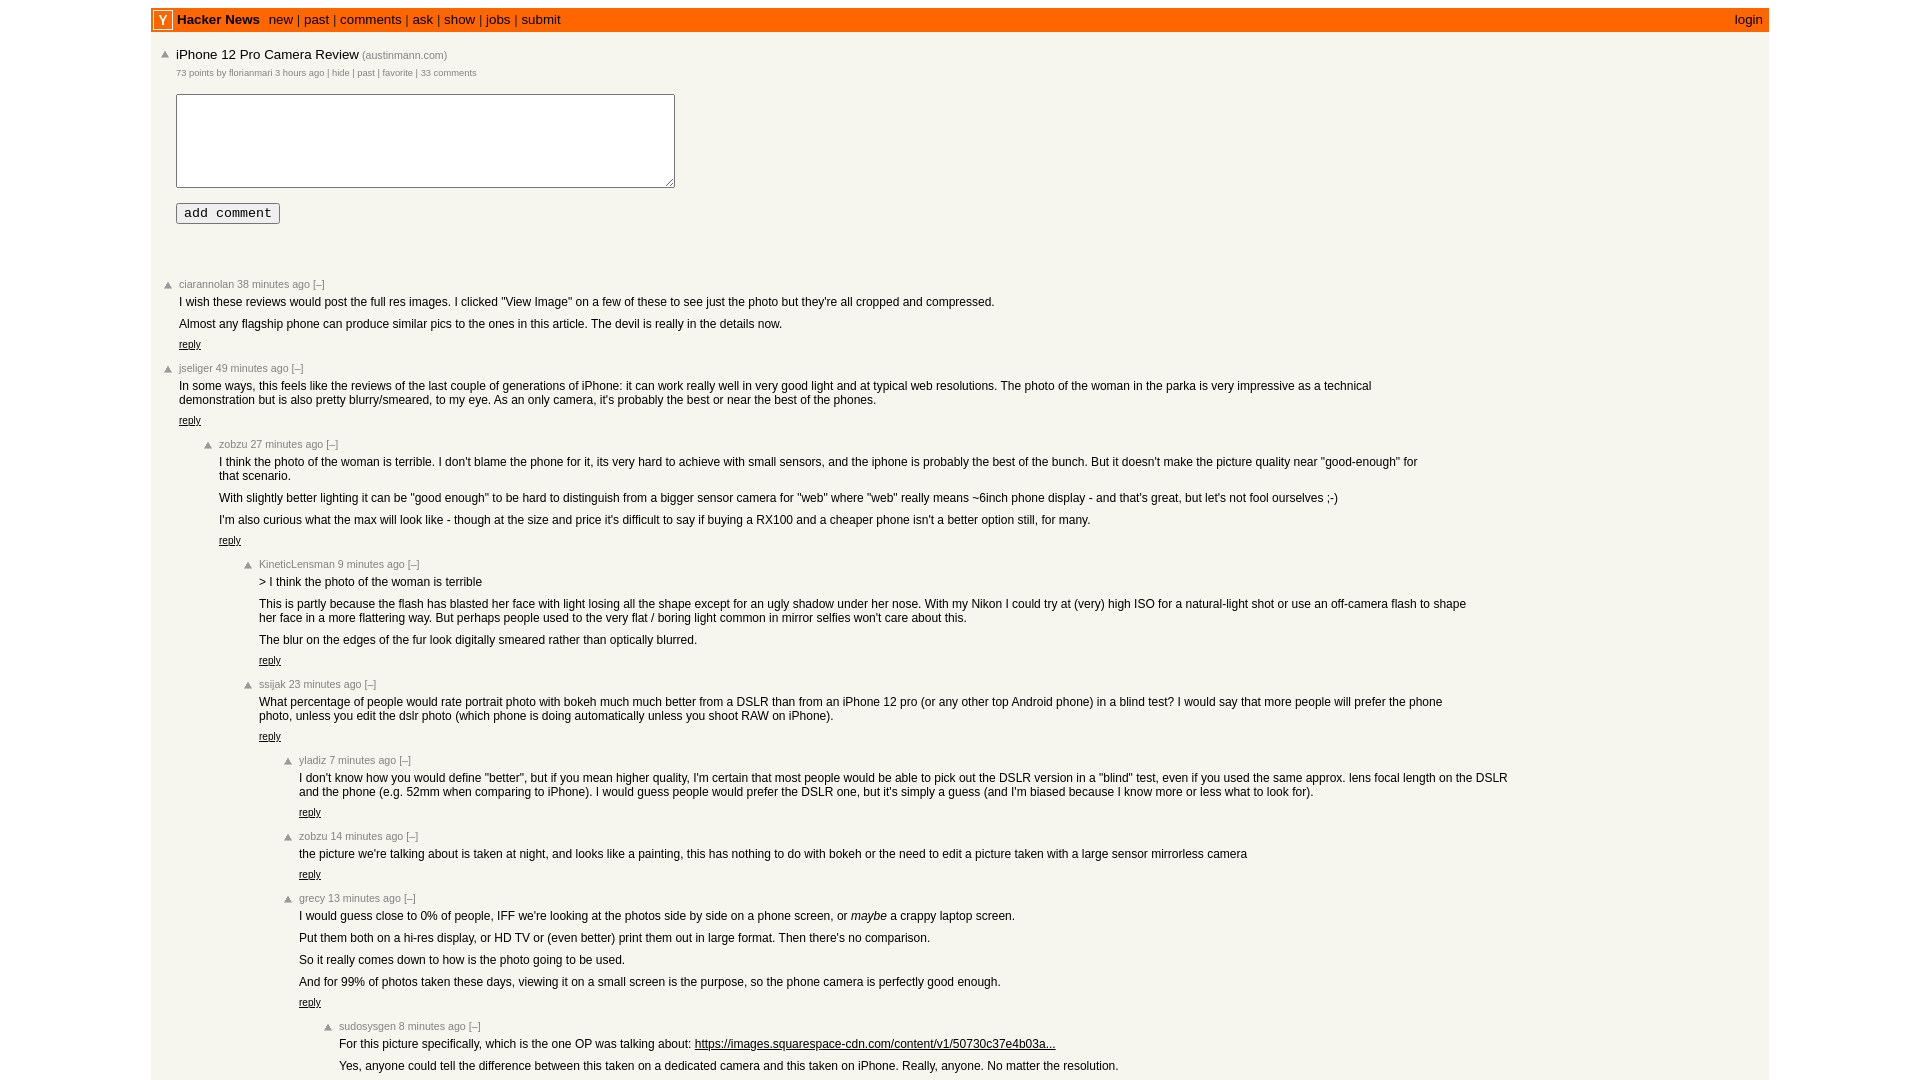 Y Hacker News new | past | comments | ask | show | jobs | submit login
iPhone 12 Pro Camera Review (austinmann.com)
73 points by florianmari 3 hours ago | hide | past | favorite | 33 comments
add comment
ciarannolan 38 minutes ago [–]
I wish these reviews would post the full res images. I clicked "View Image" on a few of these to see just the photo but they're all cropped and compressed.
Almost any flagship phone can produce similar pics to the ones in this article. The devil is really in the details now.
reply
jseliger 49 minutes ago [–]
In some ways, this feels like the reviews of the last couple of generations of iPhone: it can work really well in very good light and at typical web resolutions. The photo of the woman in the parka is very impressive as a technical
demonstration but is also pretty blurry/smeared, to my eye. As an only camera, it's probably the best or near the best of the phones.
reply
zobzu 27 minutes ago [–]
I think the photo of the woman is terrible. I don't blame the phone for it, its very hard to achieve with small sensors, and the iphone is probably the best of the bunch. But it doesn't make the picture quality near "good-enough" for
that scenario.
With slightly better lighting it can be "good enough" to be hard to distinguish from a bigger sensor camera for "web" where "web" really means ~6inch phone display - and that's great, but let's not fool ourselves ;-)
I'm also curious what the max will look like - though at the size and price it's difficult to say if buying a RX100 and a cheaper phone isn't a better option still, for many.
reply
KineticLensman 9 minutes ago [–]
> I think the photo of the woman is terrible
This is partly because the flash has blasted her face with light losing all the shape except for an ugly shadow under her nose. With my Nikon I could try at (very) high ISO for a natural-light shot or use an off-camera flash to shape
her face in a more flattering way. But perhaps people used to the very flat / boring light common in mirror selfies won't care about this.
The blur on the edges of the fur look digitally smeared rather than optically blurred.
reply
ssijak 23 minutes ago [–]
What percentage of people would rate portrait photo with bokeh much much better from a DSLR than from an iPhone 12 pro (or any other top Android phone) in a blind test? I would say that more people will prefer the phone
photo, unless you edit the dslr photo (which phone is doing automatically unless you shoot RAW on iPhone).
reply
yladiz 7 minutes ago [–]
I don't know how you would define "better", but if you mean higher quality, I'm certain that most people would be able to pick out the DSLR version in a "blind" test, even if you used the same approx. lens focal length on the DSLR
and the phone (e.g. 52mm when comparing to iPhone). I would guess people would prefer the DSLR one, but it's simply a guess (and I'm biased because I know more or less what to look for).
reply
zobzu 14 minutes ago [–]
the picture we're talking about is taken at night, and looks like a painting, this has nothing to do with bokeh or the need to edit a picture taken with a large sensor mirrorless camera
reply
grecy 13 minutes ago [–]
I would guess close to 0% of people, IFF we're looking at the photos side by side on a phone screen, or maybe a crappy laptop screen.
Put them both on a hi-res display, or HD TV or (even better) print them out in large format. Then there's no comparison.
So it really comes down to how is the photo going to be used.
And for 99% of photos taken these days, viewing it on a small screen is the purpose, so the phone camera is perfectly good enough.
reply
sudosysgen 8 minutes ago [–]
For this picture specifically, which is the one OP was talking about: https://images.squarespace-cdn.com/content/v1/50730c37e4b03a...
Yes, anyone could tell the difference between this taken on a dedicated camera and this taken on iPhone. Really, anyone. No matter the resolution.